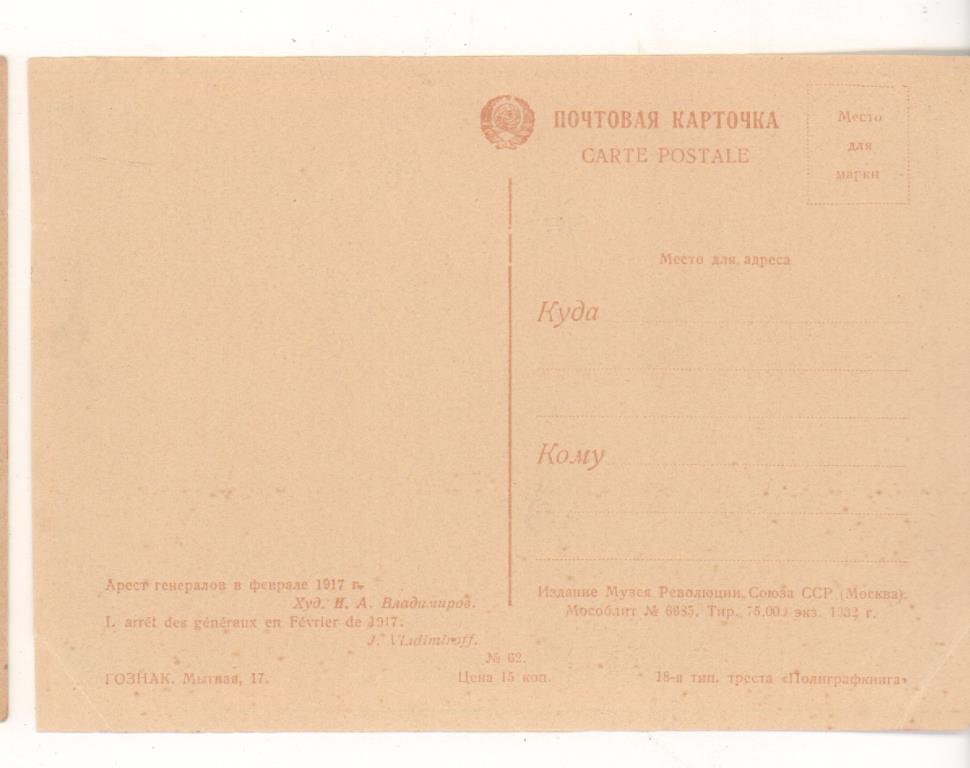 ПОЧТОВАЯ КАРТОЧКА
CARTE POSTALE
Место
для
марки
Место для адреса
Куда
Кому
Арест генералов в феврале 1917 г.
Худ. И. А. Владимиров.
L arrêt des généraux en Février de 1917.
J. Vladimiroff.
Издание Музея Революции Союза ССР (Москва).
Мособлит № 6685. Тир. 75.000 экз. 1932 г.
№ 62.
ГОЗНАК. Мытная, 17.
Цена 15 коп.
18-я тип. треста «Полиграфкнига»